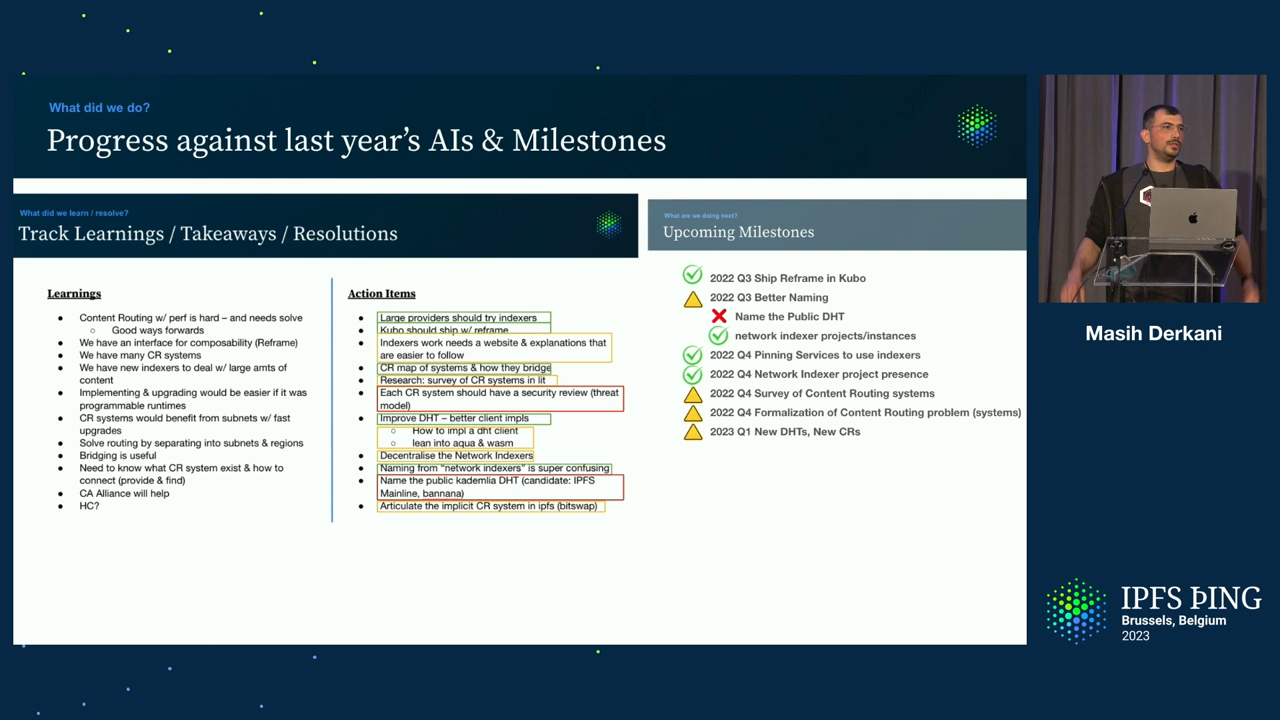 What did we do?
Progress against last year's AIs & Milestones
What did we learn / resolve?
Track Learnings / Takeaways / Resolutions
Learnings
● Content Routing w/ perf is hard – and needs solve
○ Good ways forwards
● We have an interface for composability (Reframe)
● We have many CR systems
● We have new indexers to deal w/ large amts of
content
● Implementing & upgrading would be easier if it was
programmable runtimes
● CR systems would benefit from subnets w/ fast
upgrades
● Solve routing by separating into subnets & regions
● Bridging is useful
● Need to know what CR system exist & how to
connect (provide & find)
● CA Alliance will help
● HC?
Action Items
● Large providers should try indexers
● Kubo should ship w/ reframe
● Indexers work needs a website & explanations that
are easier to follow
● CR map of systems & how they bridge
● Research: survey of CR systems in lit
● Each CR system should have a security review (threat
model)
● Improve DHT – better client impls
○ How to impl a dht client
○ lean into aqua & wasm
● Decentralise the Network Indexers
● Naming from "network indexers" is super confusing
● Name the public kademlia DHT (candidate: IPFS
Mainline, bannana)
● Articulate the implicit CR system in ipfs (bitswap)
What are we doing next?
Upcoming Milestones
2022 Q3 Ship Reframe in Kubo
2022 Q3 Better Naming
Name the Public DHT
network indexer projects/instances
2022 Q4 Pinning Services to use indexers
2022 Q4 Network Indexer project presence
2022 Q4 Survey of Content Routing systems
2022 Q4 Formalization of Content Routing problem (systems)
2023 Q1 New DHTs, New CRs
Masih Derkani
IPFS ÞING
Brussels, Belgium
2023